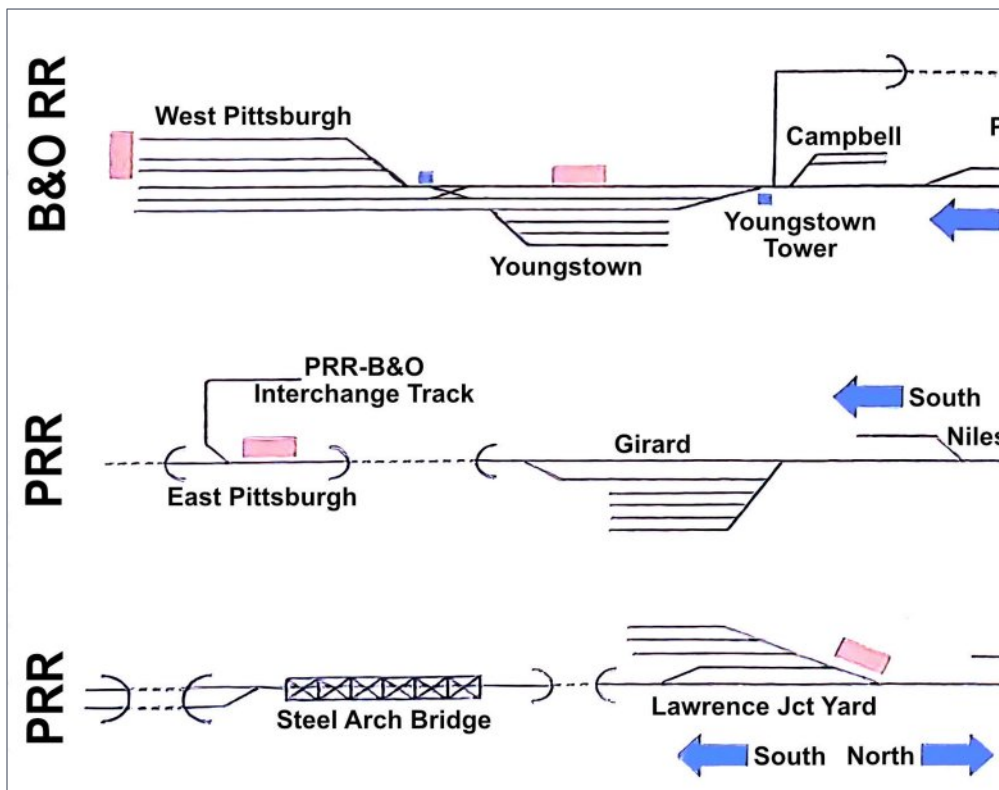 B&O RR
West Pittsburgh
Campbell
Youngstown
Tower
Youngstown
PRR
PRR-B&O
Interchange Track
South
Niles
Girard
East Pittsburgh
PRR
Steel Arch Bridge
Lawrence Jct Yard
South North